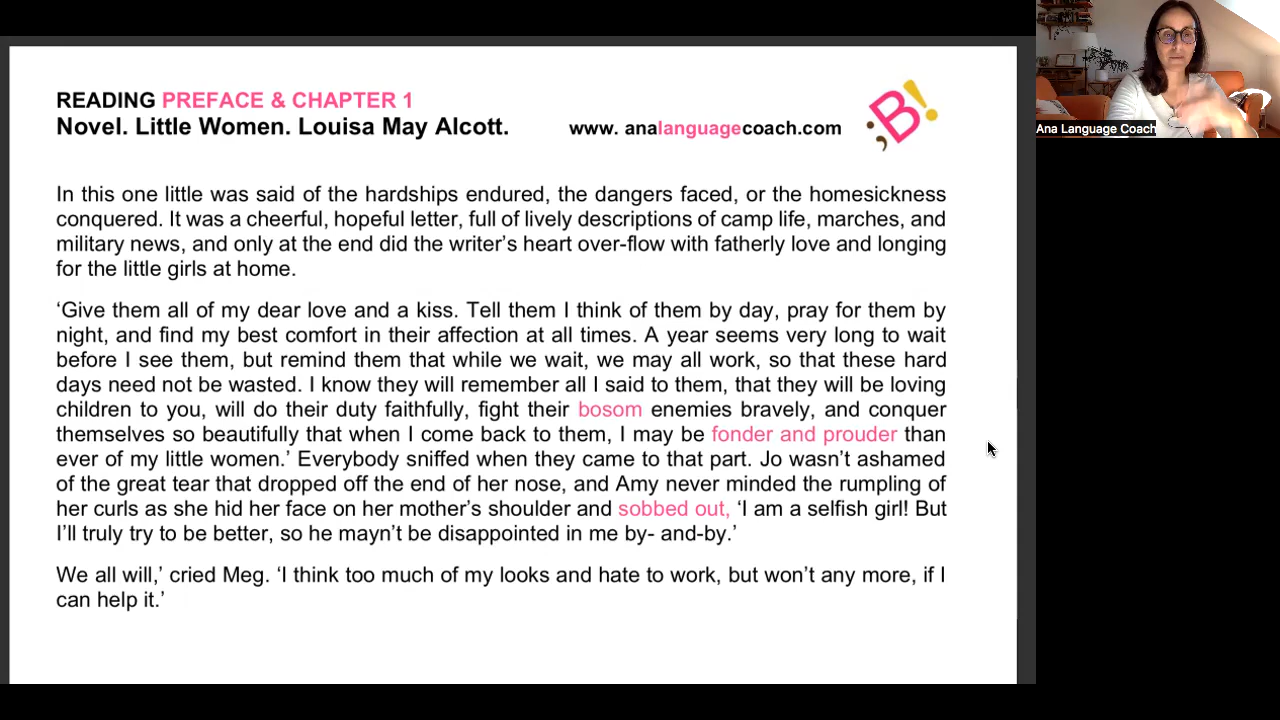 READING PREFACE & CHAPTER 1
Novel. Little Women. Louisa May Alcott.
www. analanguagecoach.com
;B!
Ana Language Coach
In this one little was said of the hardships endured, the dangers faced, or the homesickness
conquered. It was a cheerful, hopeful letter, full of lively descriptions of camp life, marches, and
military news, and only at the end did the writer’s heart over-flow with fatherly love and longing
for the little girls at home.
‘Give them all of my dear love and a kiss. Tell them I think of them by day, pray for them by
night, and find my best comfort in their affection at all times. A year seems very long to wait
before I see them, but remind them that while we wait, we may all work, so that these hard
days need not be wasted. I know they will remember all I said to them, that they will be loving
children to you, will do their duty faithfully, fight their bosom enemies bravely, and conquer
themselves so beautifully that when I come back to them, I may be fonder and prouder than
ever of my little women.’ Everybody sniffed when they came to that part. Jo wasn’t ashamed
of the great tear that dropped off the end of her nose, and Amy never minded the rumpling of
her curls as she hid her face on her mother’s shoulder and sobbed out, ‘I am a selfish girl! But
I’ll truly try to be better, so he mayn’t be disappointed in me by- and-by.’
We all will,’ cried Meg. ‘I think too much of my looks and hate to work, but won’t any more, if I
can help it.’